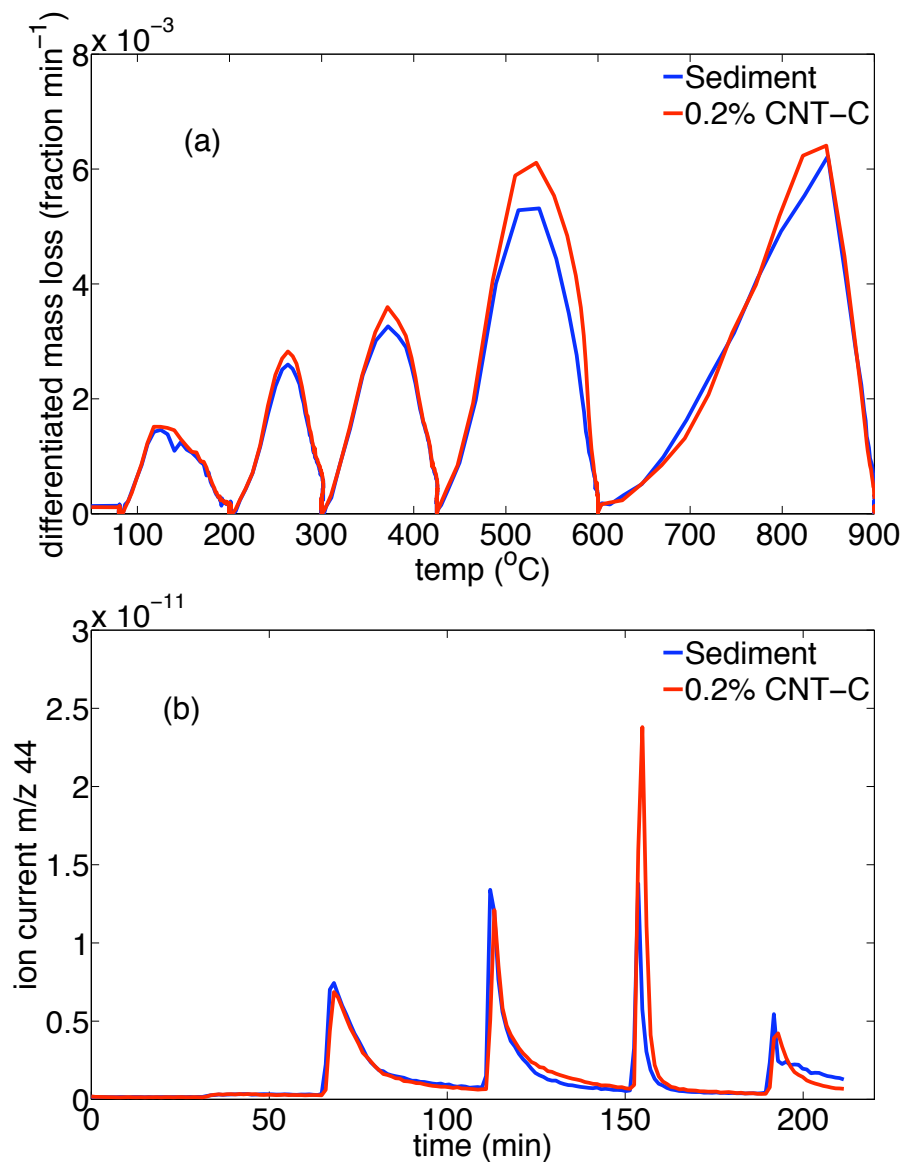 8 x 10−3
Sediment
0.2% CNT−C
(a)
6
4
2
0
differentiated mass loss (fraction min−1)
100 200 300 400 500 600 700 800 900
temp (oC)
3 x 10−11
Sediment
0.2% CNT−C
(b)
2.5
2
1.5
1
0.5
0
ion current m/z 44
0 50 100 150 200
time (min)